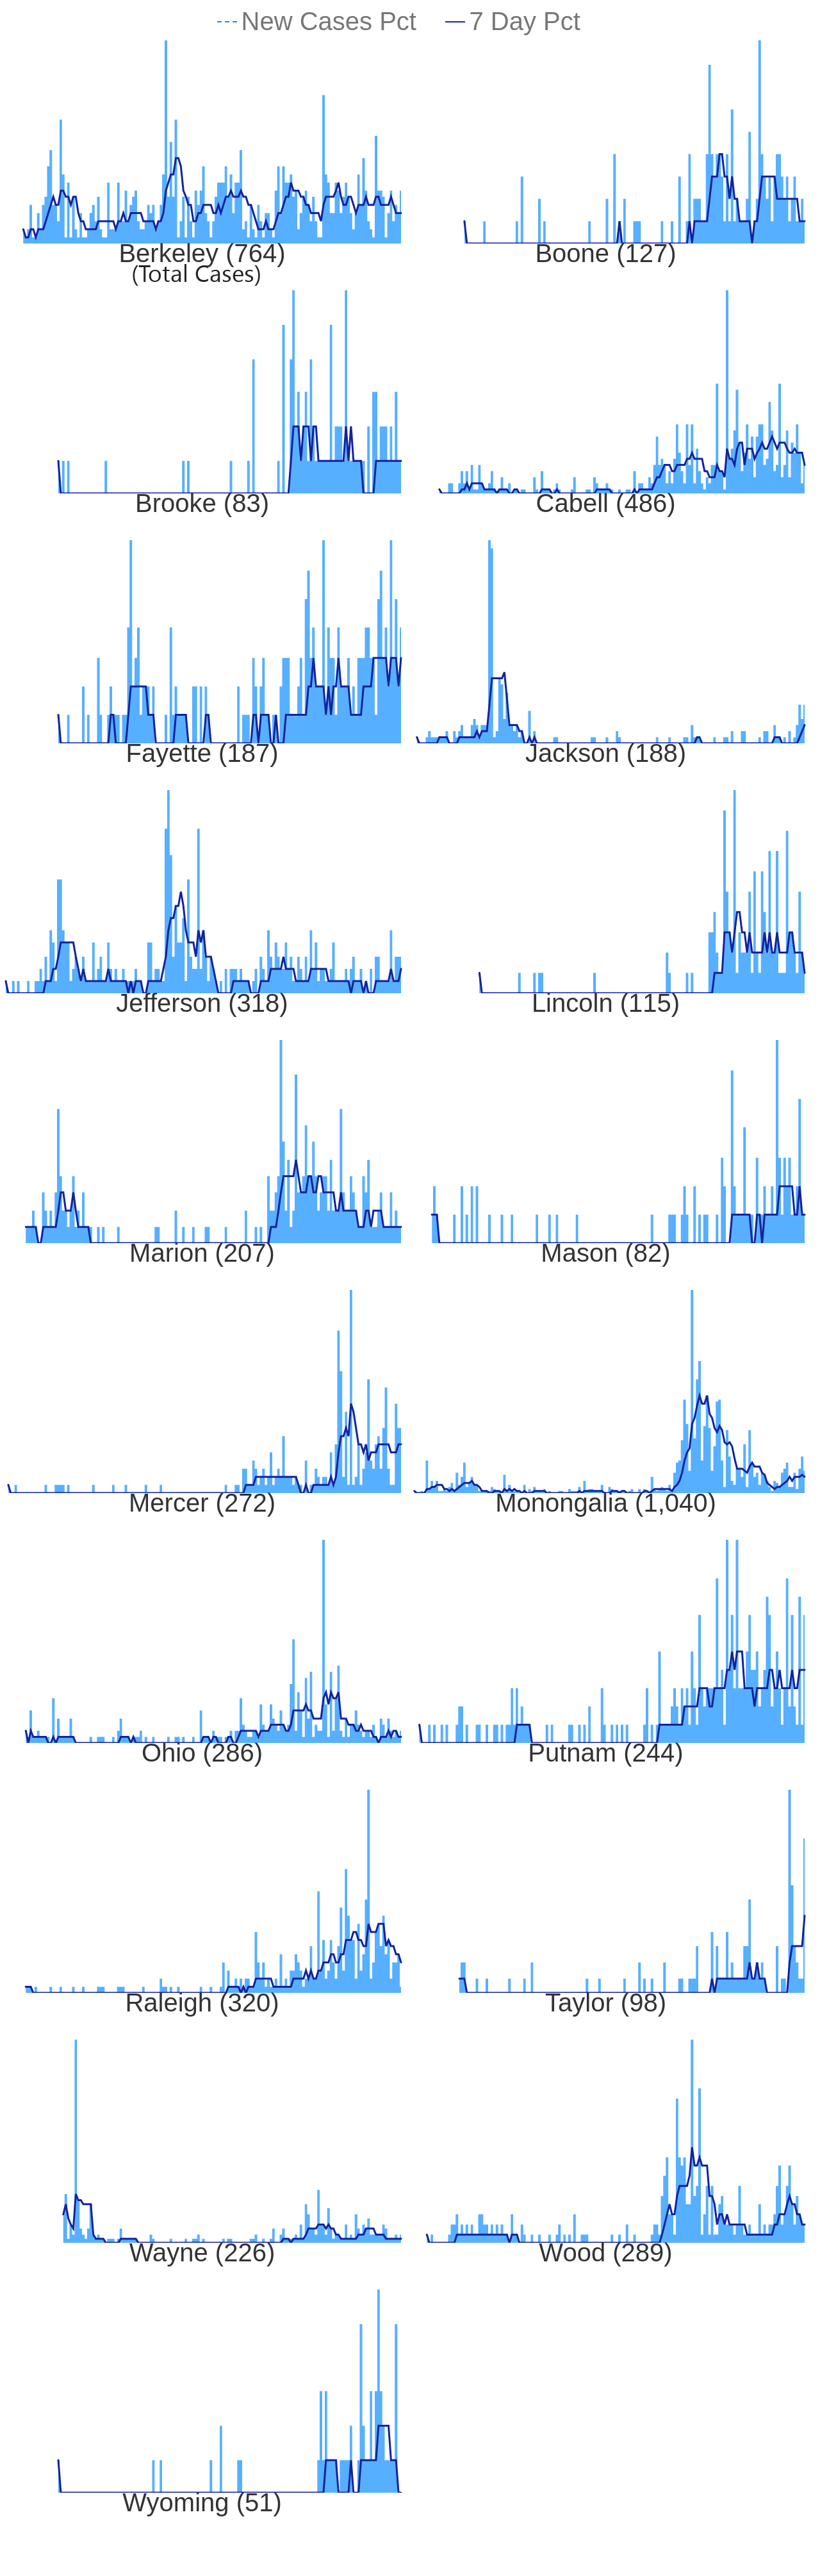 New Cases Pct 7 Day Pct
Berkeley (764) Boone (127)
(Total Cases)
Brooke (83) Cabell (486)
Fayette (187) Jackson (188)
Jefferson (318) Lincoln (115)
Marion (207) Mason (82)
Mercer (272) Monongalia (1,040)
Ohio (286) Putnam (244)
Raleigh (320) Taylor (98)
Wayne (226) Wood (289)
Wyoming (51)